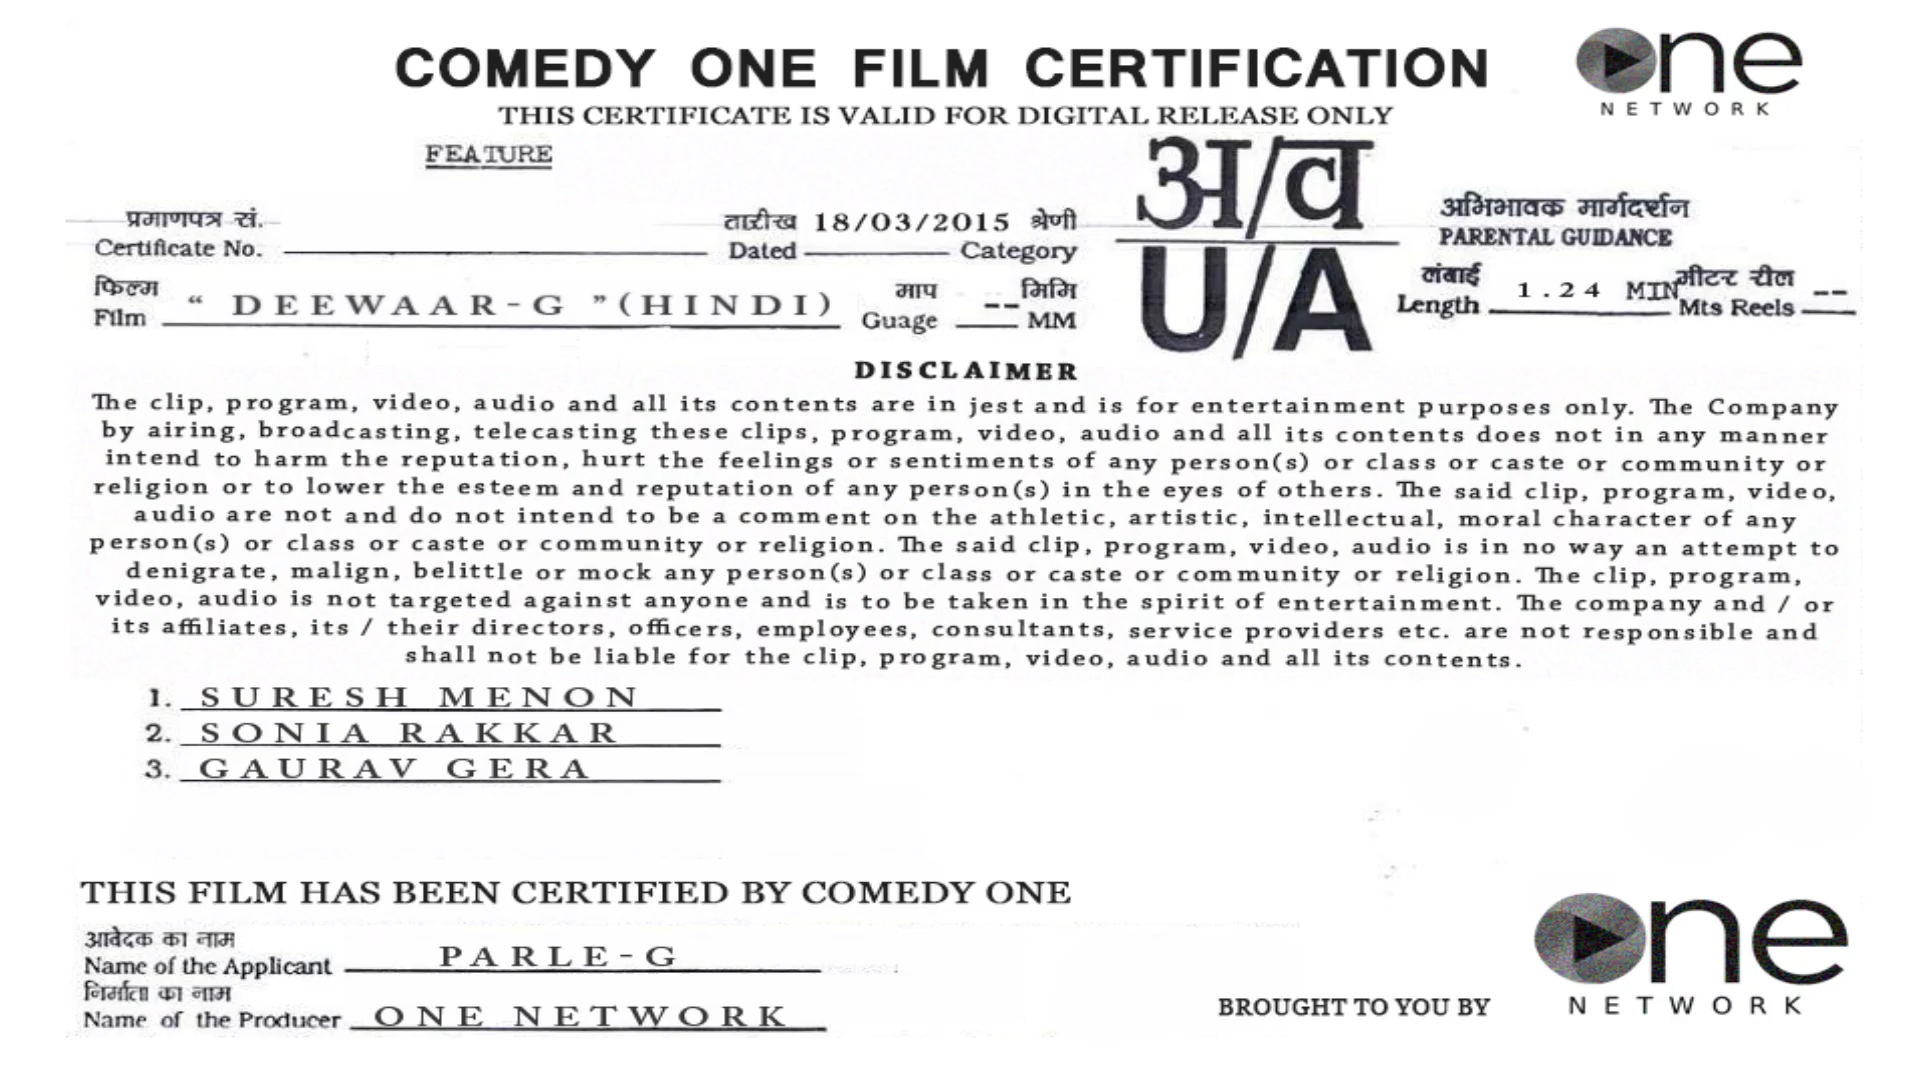 COMEDY ONE FILM CERTIFICATION
One
NETWORK
THIS CERTIFICATE IS VALID FOR DIGITAL RELEASE ONLY
FEATURE
अ/व
अभिभावक मार्गदर्शन
PARENTAL GUIDANCE
प्रमाणपत्र सं. तारीख 18/03/2015 श्रेणी
Certificate No. Dated Category
U/A
फिल्म माप -- मिमि लंबाई मीटर रील --
Film " DEEWAAR-G "(HINDI) Guage MM Length 1.24 MIN Mts Reels
DISCLAIMER
The clip, program, video, audio and all its contents are in jest and is for entertainment purposes only. The Company
by airing, broadcasting, telecasting these clips, program, video, audio and all its contents does not in any manner
intend to harm the reputation, hurt the feelings or sentiments of any person(s) or class or caste or community or
religion or to lower the esteem and reputation of any person(s) in the eyes of others. The said clip, program, video,
audio are not and do not intend to be a comment on the athletic, artistic, intellectual, moral character of any
person(s) or class or caste or community or religion. The said clip, program, video, audio is in no way an attempt to
denigrate, malign, belittle or mock any person(s) or class or caste or community or religion. The clip, program,
video, audio is not targeted against anyone and is to be taken in the spirit of entertainment. The company and / or
its affiliates, its / their directors, officers, employees, consultants, service providers etc. are not responsible and
shall not be liable for the clip, program, video, audio and all its contents.
1. SURESH MENON
2. SONIA RAKKAR
3. GAURAV GERA
THIS FILM HAS BEEN CERTIFIED BY COMEDY ONE
आवेदक का नाम
Name of the Applicant PARLE-G
निर्माता का नाम
Name of the Producer ONE NETWORK
BROUGHT TO YOU BY
One
NETWORK